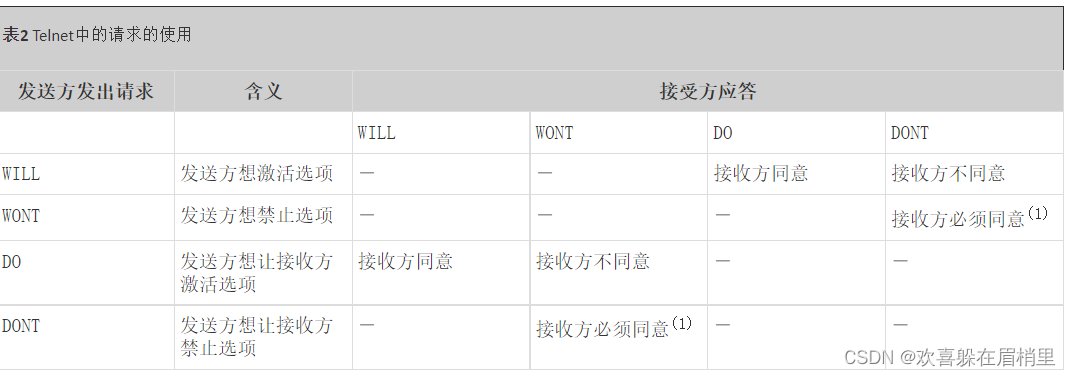 表2 Telnet中的请求的使用
发送方发出请求 含义 接受方应答
WILL WONT DO DONT
WILL 发送方想激活选项 — — 接收方同意 接收方不同意
WONT 发送方想禁止选项 — — — 接收方必须同意(1)
DO 发送方想让接收方 接收方同意 接收方不同意 — —
激活选项
DONT 发送方想让接收方 — 接收方必须同意(1) — —
禁止选项
CSDN @欢喜躲在眉梢里